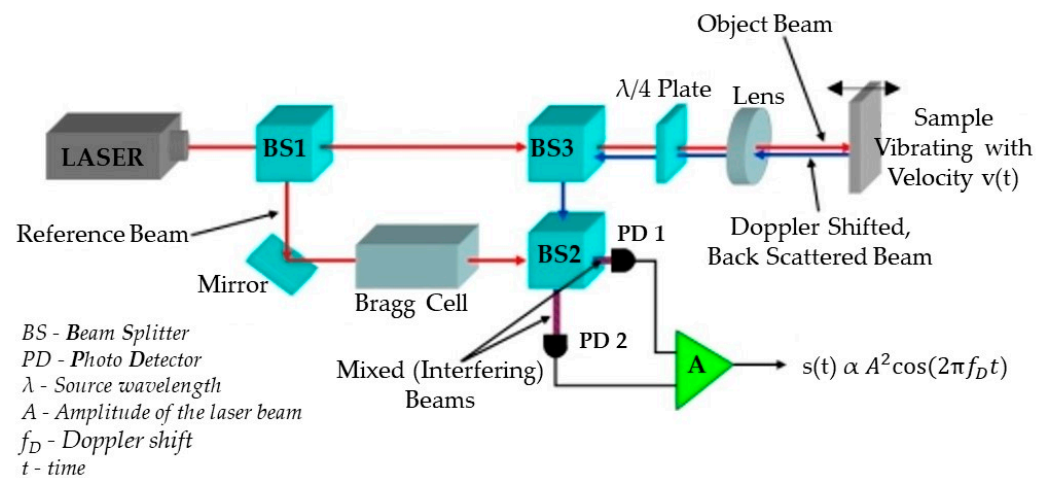 Object Beam
λ/4 Plate
Lens
LASER
BS1
BS3
Sample
Vibrating with
Velocity v(t)
Reference Beam
Mirror
Bragg Cell
BS2
PD 1
Doppler Shifted,
Back Scattered Beam
PD 2
Mixed (Interfering)
Beams
A
s(t) α A²cos(2πf_D t)
BS - Beam Splitter
PD - Photo Detector
λ - Source wavelength
A - Amplitude of the laser beam
f_D - Doppler shift
t - time